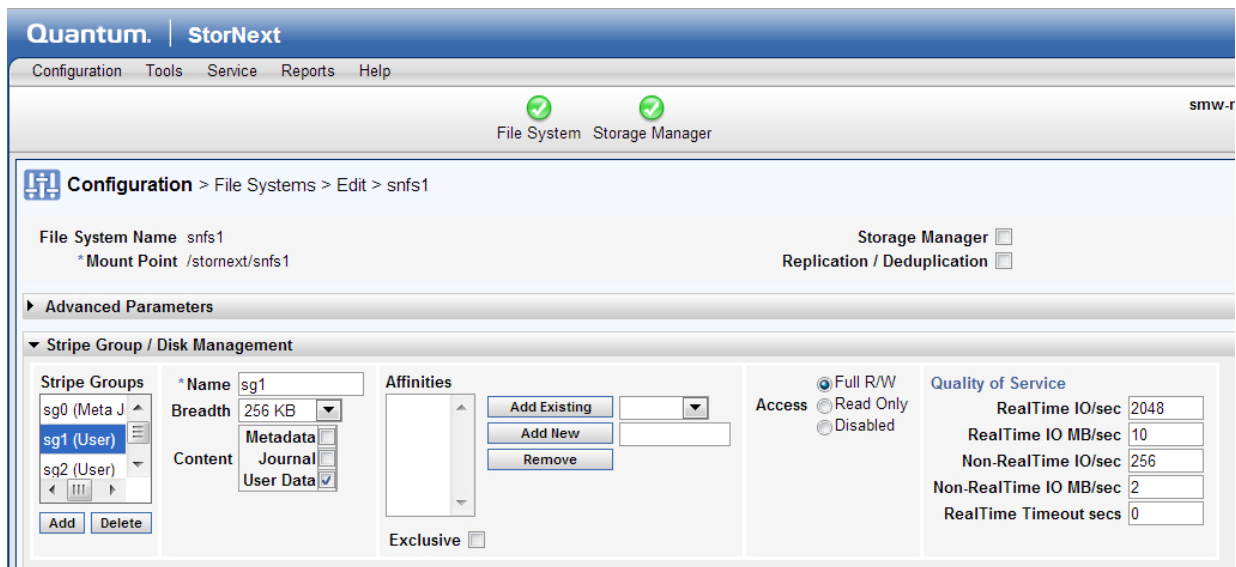 Quantum. | StorNext
Configuration Tools Service Reports Help
smw-r
File System Storage Manager
Configuration > File Systems > Edit > snfs1
File System Name snfs1
*Mount Point /stornext/snfs1
Storage Manager
Replication / Deduplication
Advanced Parameters
Stripe Group / Disk Management
Stripe Groups
sg0 (Meta J
sg1 (User)
sg2 (User)
Add Delete
*Name sg1
Breadth 256 KB
Content
Metadata
Journal
User Data
Affinities
Add Existing
Add New
Remove
Exclusive
Access
Full R/W
Read Only
Disabled
Quality of Service
RealTime IO/sec 2048
RealTime IO MB/sec 10
Non-RealTime IO/sec 256
Non-RealTime IO MB/sec 2
RealTime Timeout secs 0